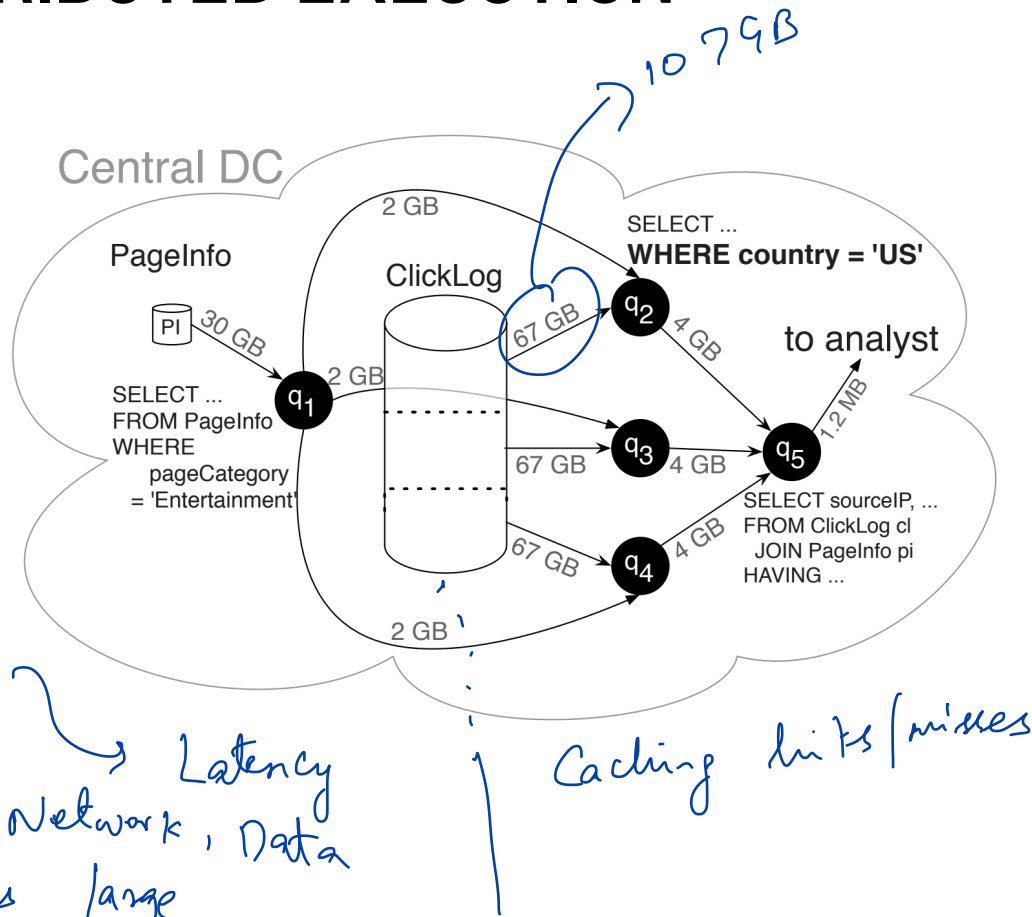 10 7 GB
Central DC
2 GB
SELECT ...
WHERE country = 'US'
PageInfo
ClickLog
PI
30 GB
67 GB
q2
4 GB
to analyst
SELECT ...
FROM PageInfo
WHERE
pageCategory
= 'Entertainment'
q1
2 GB
67 GB
q3
4 GB
q5
1.2 MB
SELECT sourceIP, ...
FROM ClickLog cl
JOIN PageInfo pi
HAVING ...
67 GB
q4
4 GB
2 GB
Latency
Network, Data
large
Caching hits/misses